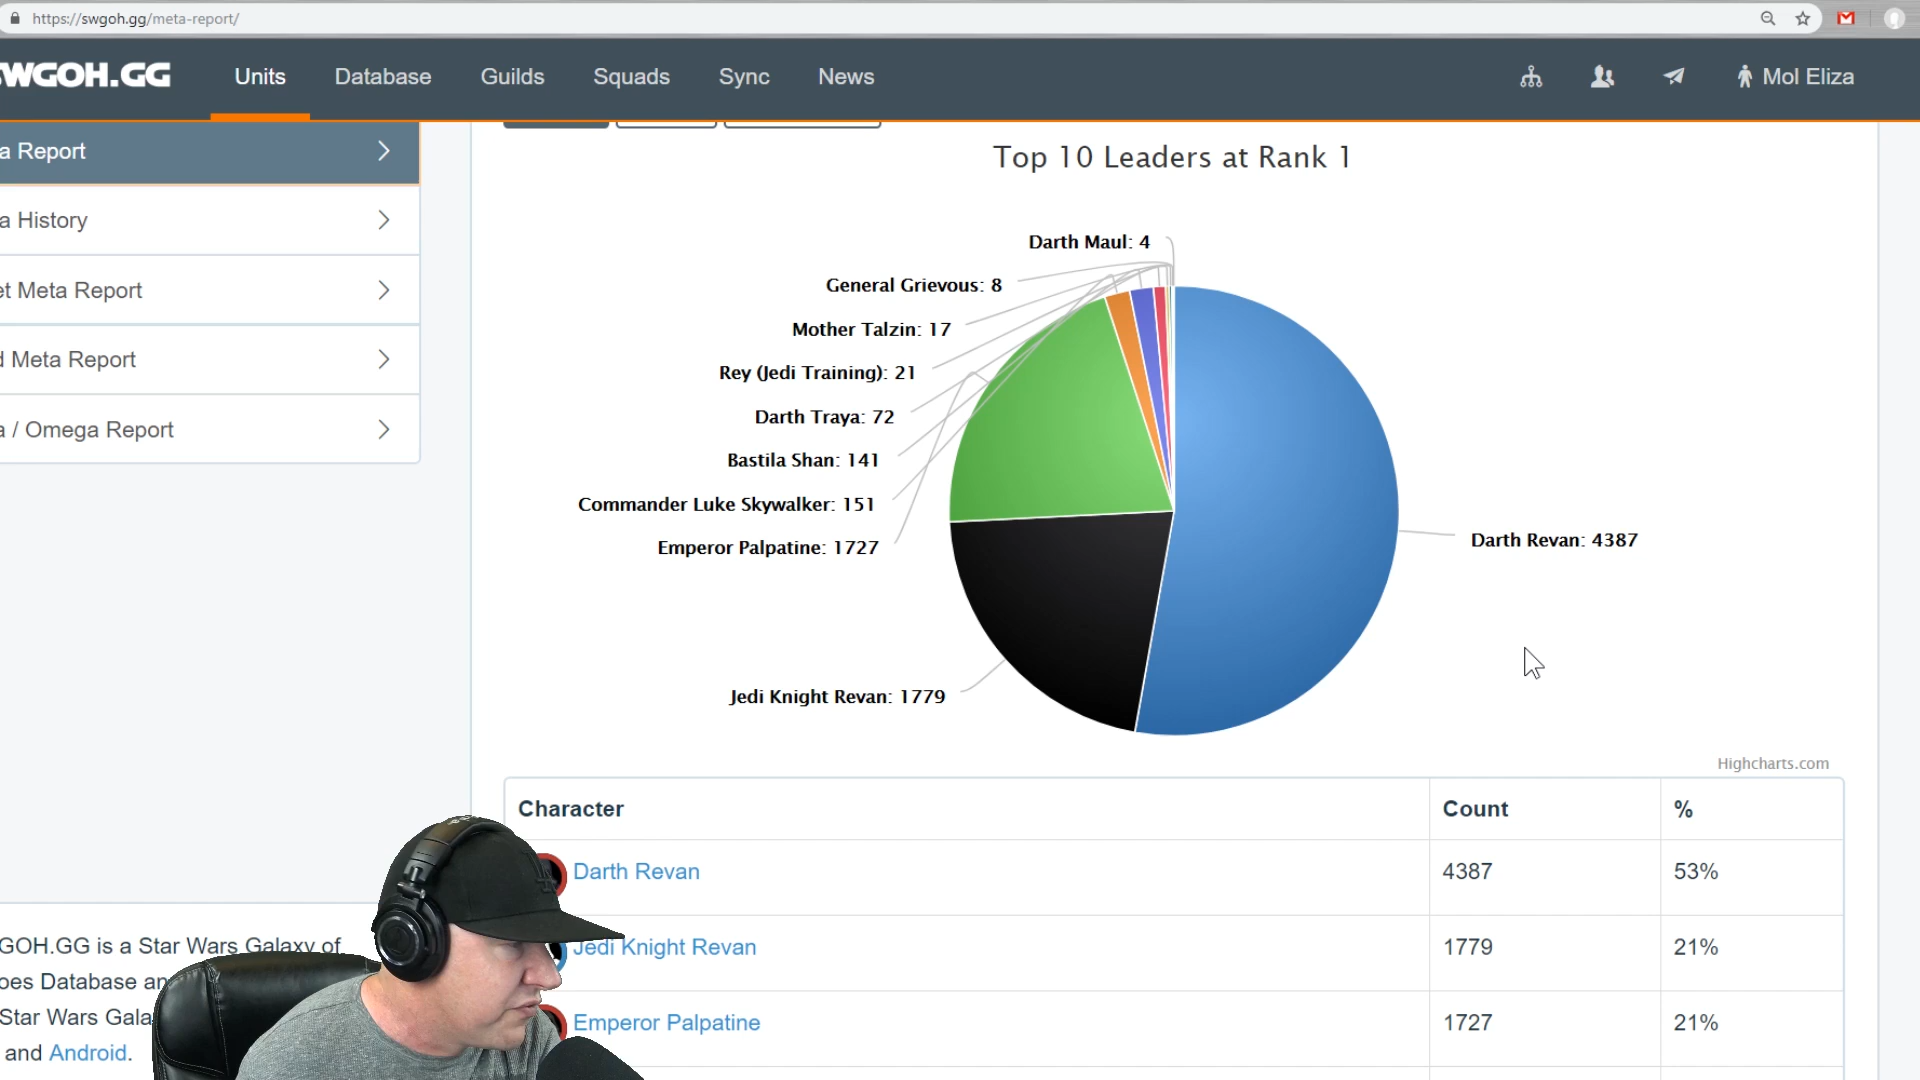 https://swgoh.gg/meta-report/
SWGOH.GG
Units
Database
Guilds
Squads
Sync
News
Mol Eliza
a Report
a History
et Meta Report
d Meta Report
a / Omega Report
Top 10 Leaders at Rank 1
Darth Maul: 4
General Grievous: 8
Mother Talzin: 17
Rey (Jedi Training): 21
Darth Traya: 72
Bastila Shan: 141
Commander Luke Skywalker: 151
Emperor Palpatine: 1727
Darth Revan: 4387
Jedi Knight Revan: 1779
Highcharts.com
Character Count %
Darth Revan 4387 53%
Jedi Knight Revan 1779 21%
Emperor Palpatine 1727 21%
GOH.GG is a Star Wars Galaxy of
oes Database an
Star Wars Gala
and Android.